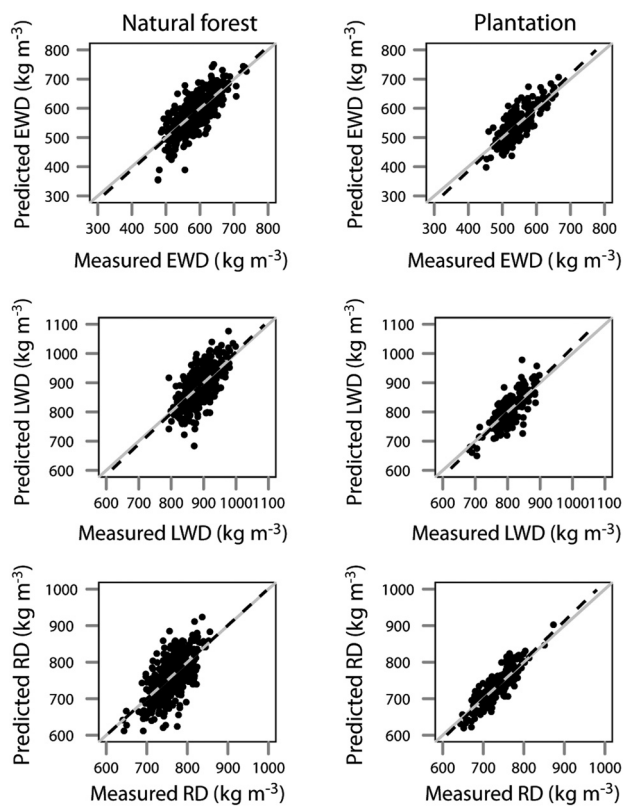 Natural forest Plantation
Predicted EWD (kg m-3)
800
700
600
500
400
300
300 400 500 600 700 800
Measured EWD (kg m-3)
Predicted EWD (kg m-3)
800
700
600
500
400
300
300 400 500 600 700 800
Measured EWD (kg m-3)
Predicted LWD (kg m-3)
1100
1000
900
800
700
600
600 700 800 900 1000 1100
Measured LWD (kg m-3)
Predicted LWD (kg m-3)
1100
1000
900
800
700
600
600 700 800 900 1000 1100
Measured LWD (kg m-3)
Predicted RD (kg m-3)
1000
900
800
700
600
600 700 800 900 1000
Measured RD (kg m-3)
Predicted RD (kg m-3)
1000
900
800
700
600
600 700 800 900 1000
Measured RD (kg m-3)